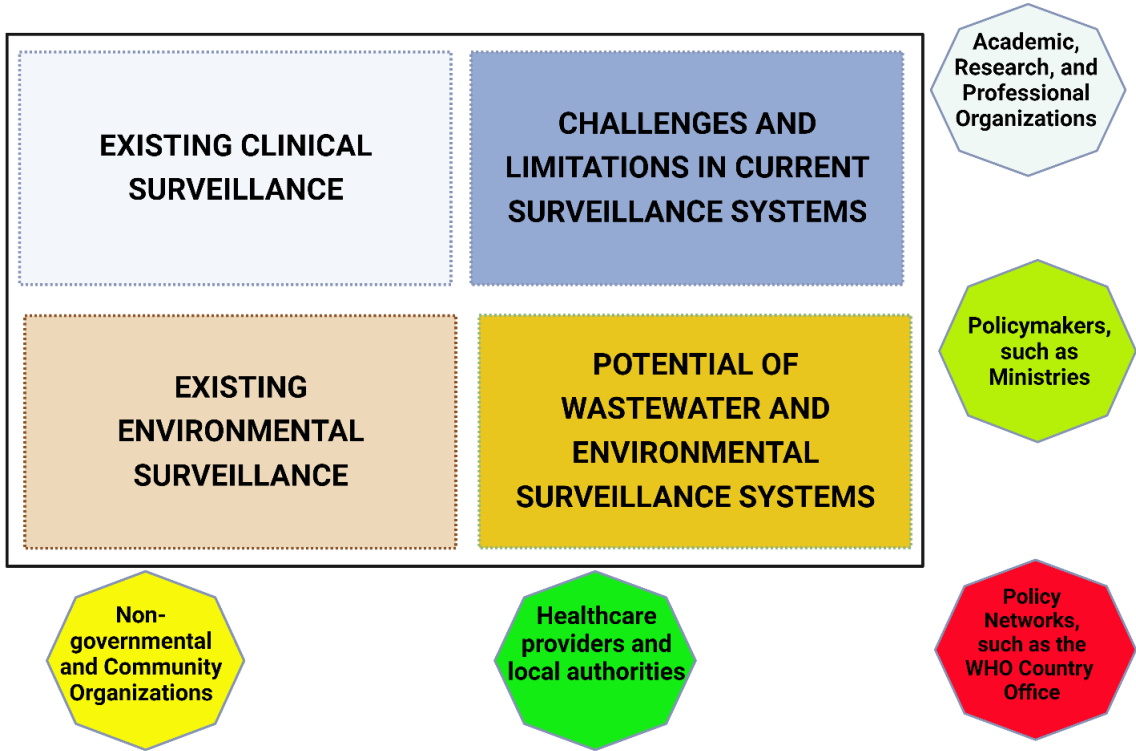 EXISTING CLINICAL
SURVEILLANCE
CHALLENGES AND
LIMITATIONS IN CURRENT
SURVEILLANCE SYSTEMS
Academic,
Research, and
Professional
Organizations
EXISTING
ENVIRONMENTAL
SURVEILLANCE
POTENTIAL OF
WASTEWATER AND
ENVIRONMENTAL
SURVEILLANCE SYSTEMS
Policymakers,
such as
Ministries
Non-
governmental
and Community
Organizations
Healthcare
providers and
local authorities
Policy
Networks,
such as the
WHO Country
Office